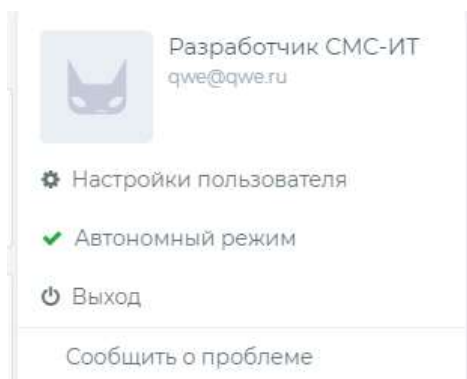 Разработчик СМС-ИТ
qwe@qwe.ru
Настройки пользователя
Автономный режим
Выход
Сообщить о проблеме